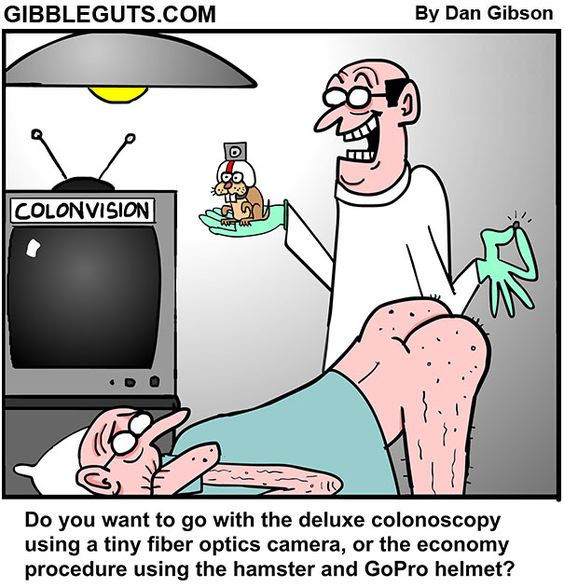 GIBBLEGUTS.COM By Dan Gibson
COLONVISION
Do you want to go with the deluxe colonoscopy
using a tiny fiber optics camera, or the economy
procedure using the hamster and GoPro helmet?